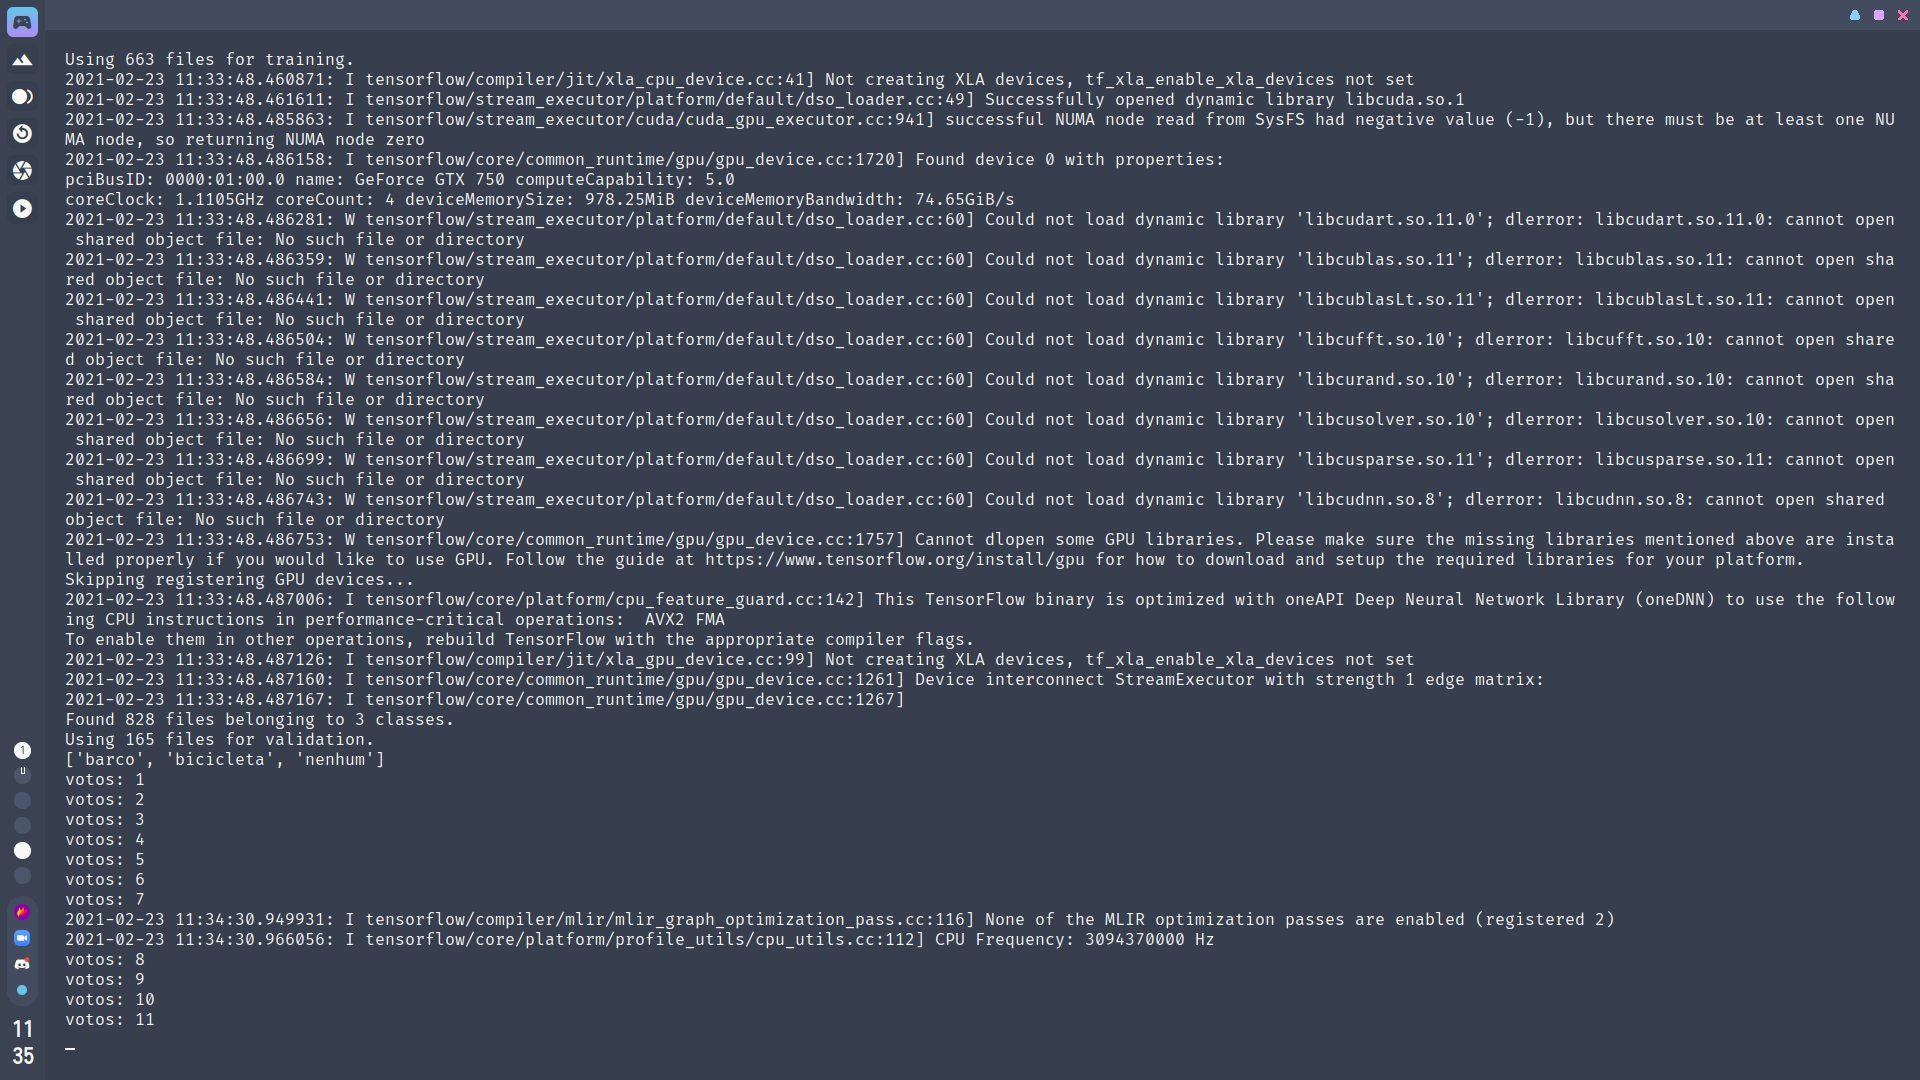 Using 663 files for training.
2021-02-23 11:33:48.460871: I tensorflow/compiler/jit/xla_cpu_device.cc:41] Not creating XLA devices, tf_xla_enable_xla_devices not set
2021-02-23 11:33:48.461611: I tensorflow/stream_executor/platform/default/dso_loader.cc:49] Successfully opened dynamic library libcuda.so.1
2021-02-23 11:33:48.485863: I tensorflow/stream_executor/cuda/cuda_gpu_executor.cc:941] successful NUMA node read from SysFS had negative value (-1), but there must be at least one NU
MA node, so returning NUMA node zero
2021-02-23 11:33:48.486158: I tensorflow/core/common_runtime/gpu/gpu_device.cc:1720] Found device 0 with properties:
pciBusID: 0000:01:00.0 name: GeForce GTX 750 computeCapability: 5.0
coreClock: 1.1105GHz coreCount: 4 deviceMemorySize: 978.25MiB deviceMemoryBandwidth: 74.65GiB/s
2021-02-23 11:33:48.486281: W tensorflow/stream_executor/platform/default/dso_loader.cc:60] Could not load dynamic library 'libcudart.so.11.0'; dlerror: libcudart.so.11.0: cannot open
 shared object file: No such file or directory
2021-02-23 11:33:48.486359: W tensorflow/stream_executor/platform/default/dso_loader.cc:60] Could not load dynamic library 'libcublas.so.11'; dlerror: libcublas.so.11: cannot open sha
red object file: No such file or directory
2021-02-23 11:33:48.486441: W tensorflow/stream_executor/platform/default/dso_loader.cc:60] Could not load dynamic library 'libcublasLt.so.11'; dlerror: libcublasLt.so.11: cannot open
 shared object file: No such file or directory
2021-02-23 11:33:48.486504: W tensorflow/stream_executor/platform/default/dso_loader.cc:60] Could not load dynamic library 'libcufft.so.10'; dlerror: libcufft.so.10: cannot open share
d object file: No such file or directory
2021-02-23 11:33:48.486584: W tensorflow/stream_executor/platform/default/dso_loader.cc:60] Could not load dynamic library 'libcurand.so.10'; dlerror: libcurand.so.10: cannot open sha
red object file: No such file or directory
2021-02-23 11:33:48.486656: W tensorflow/stream_executor/platform/default/dso_loader.cc:60] Could not load dynamic library 'libcusolver.so.10'; dlerror: libcusolver.so.10: cannot open
 shared object file: No such file or directory
2021-02-23 11:33:48.486699: W tensorflow/stream_executor/platform/default/dso_loader.cc:60] Could not load dynamic library 'libcusparse.so.11'; dlerror: libcusparse.so.11: cannot open
 shared object file: No such file or directory
2021-02-23 11:33:48.486743: W tensorflow/stream_executor/platform/default/dso_loader.cc:60] Could not load dynamic library 'libcudnn.so.8'; dlerror: libcudnn.so.8: cannot open shared
object file: No such file or directory
2021-02-23 11:33:48.486753: W tensorflow/core/common_runtime/gpu/gpu_device.cc:1757] Cannot dlopen some GPU libraries. Please make sure the missing libraries mentioned above are insta
lled properly if you would like to use GPU. Follow the guide at https://www.tensorflow.org/install/gpu for how to download and setup the required libraries for your platform.
Skipping registering GPU devices...
2021-02-23 11:33:48.487006: I tensorflow/core/platform/cpu_feature_guard.cc:142] This TensorFlow binary is optimized with oneAPI Deep Neural Network Library (oneDNN) to use the follow
ing CPU instructions in performance-critical operations:  AVX2 FMA
To enable them in other operations, rebuild TensorFlow with the appropriate compiler flags.
2021-02-23 11:33:48.487126: I tensorflow/compiler/jit/xla_gpu_device.cc:99] Not creating XLA devices, tf_xla_enable_xla_devices not set
2021-02-23 11:33:48.487160: I tensorflow/core/common_runtime/gpu/gpu_device.cc:1261] Device interconnect StreamExecutor with strength 1 edge matrix:
2021-02-23 11:33:48.487167: I tensorflow/core/common_runtime/gpu/gpu_device.cc:1267]
Found 828 files belonging to 3 classes.
Using 165 files for validation.
['barco', 'bicicleta', 'nenhum']
votos: 1
votos: 2
votos: 3
votos: 4
votos: 5
votos: 6
votos: 7
2021-02-23 11:34:30.949931: I tensorflow/compiler/mlir/mlir_graph_optimization_pass.cc:116] None of the MLIR optimization passes are enabled (registered 2)
2021-02-23 11:34:30.966056: I tensorflow/core/platform/profile_utils/cpu_utils.cc:112] CPU Frequency: 3094370000 Hz
votos: 8
votos: 9
votos: 10
votos: 11
1
11
35